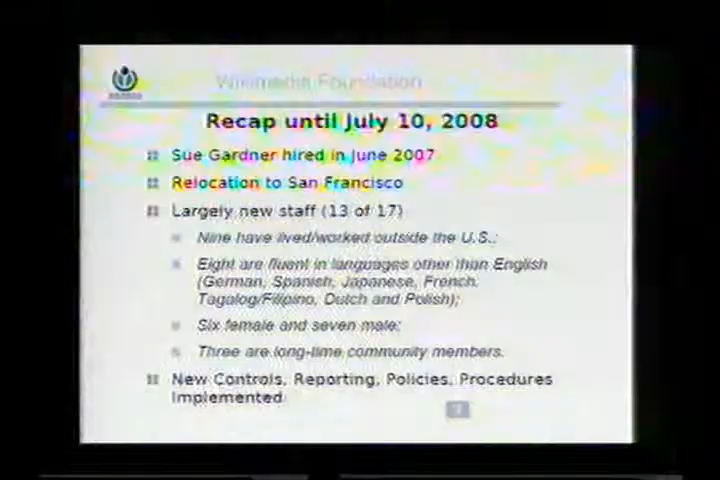 Wikimedia Foundation
Recap until July 10, 2008
Sue Gardner hired in June 2007
Relocation to San Francisco
Largely new staff (13 of 17)
Nine have lived/worked outside the U.S.;
Eight are fluent in languages other than English
(German, Spanish, Japanese, French,
Tagalog/Filipino, Dutch and Polish);
Six female and seven male;
Three are long-time community members.
New Controls, Reporting, Policies, Procedures
Implemented